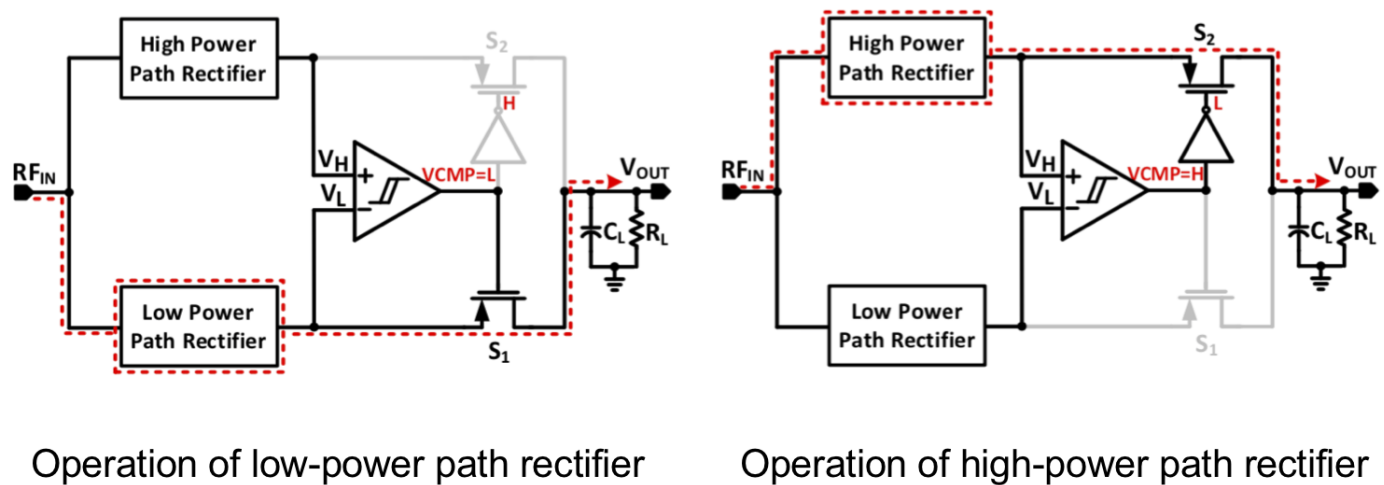 High Power
Path Rectifier
S2
H
VH
VL
VCMP=L
RFIN
VOUT
CL
RL
Low Power
Path Rectifier
S1
Operation of low-power path rectifier
High Power
Path Rectifier
S2
L
VH
VL
VCMP=H
RFIN
VOUT
CL
RL
Low Power
Path Rectifier
S1
Operation of high-power path rectifier